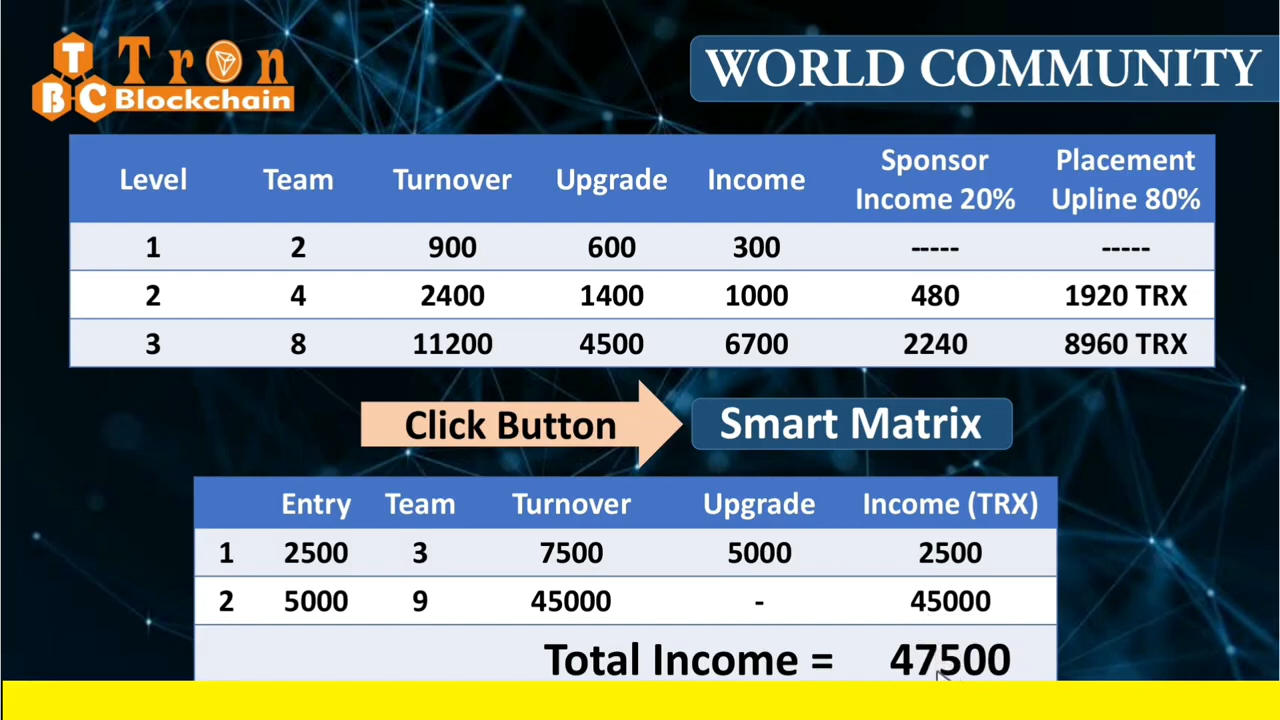 T
BC
Tron
Blockchain
WORLD COMMUNITY
Level Team Turnover Upgrade Income Sponsor Income 20% Placement Upline 80%
1 2 900 600 300 ----- -----
2 4 2400 1400 1000 480 1920 TRX
3 8 11200 4500 6700 2240 8960 TRX
Click Button Smart Matrix
Entry Team Turnover Upgrade Income (TRX)
1 2500 3 7500 5000 2500
2 5000 9 45000 - 45000
Total Income = 47500